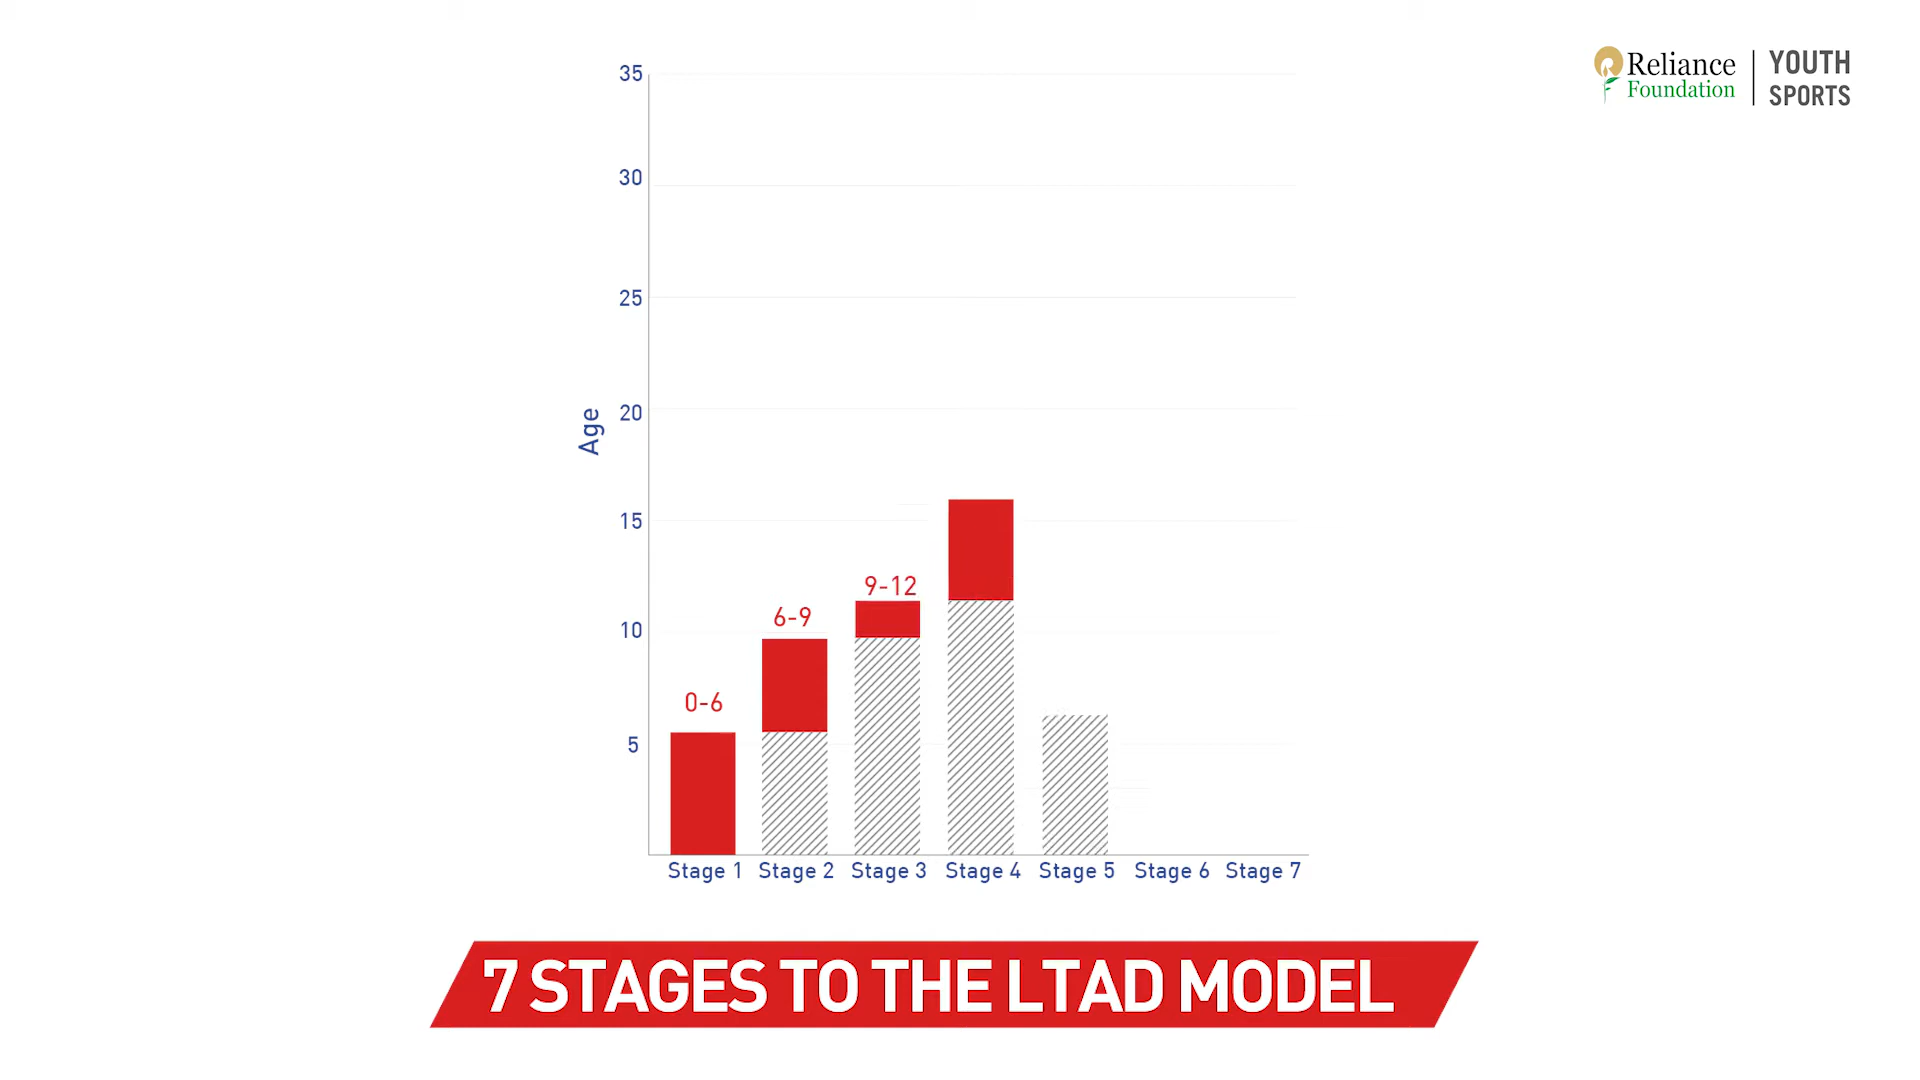 Reliance
Foundation
YOUTH
SPORTS
35
30
25
20
15
10
5
Age
0-6
6-9
9-12
Stage 1 Stage 2 Stage 3 Stage 4 Stage 5 Stage 6 Stage 7
7 STAGES TO THE LTAD MODEL